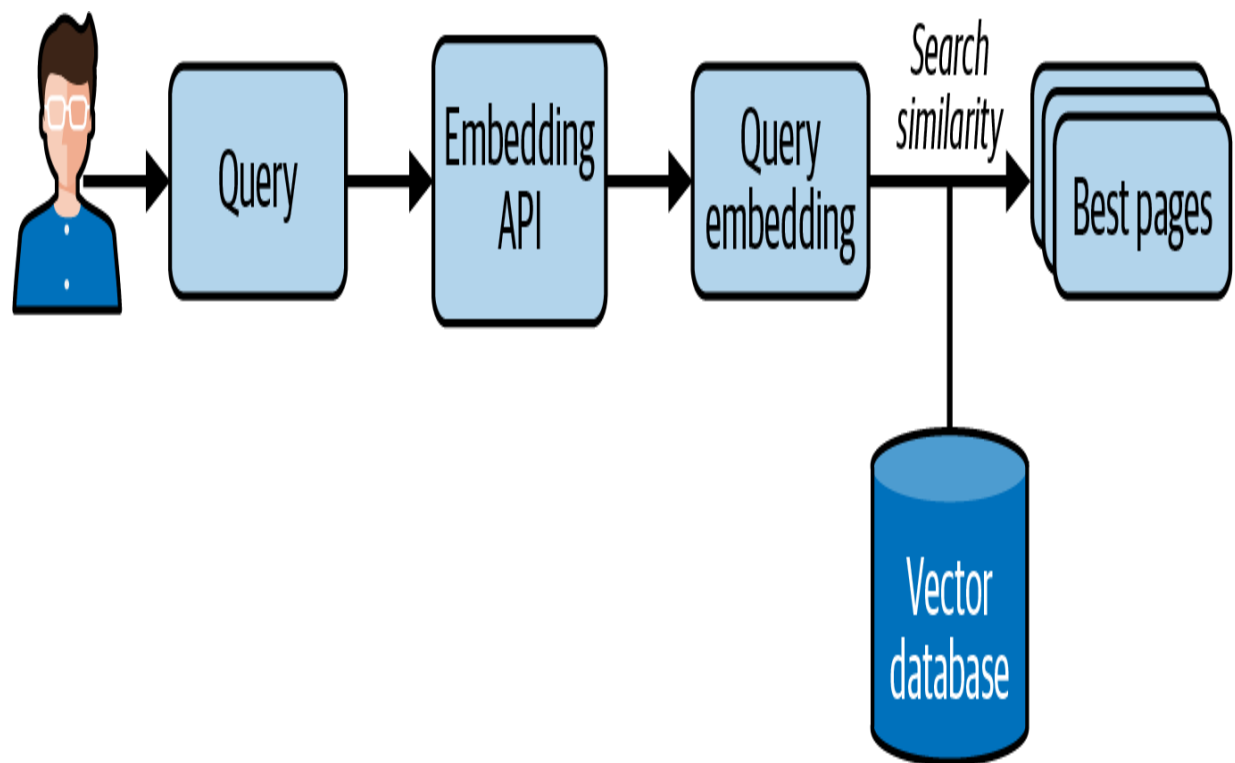 Query
Embedding
API
Query
embedding
Search
similarity
Best pages
Vector
database